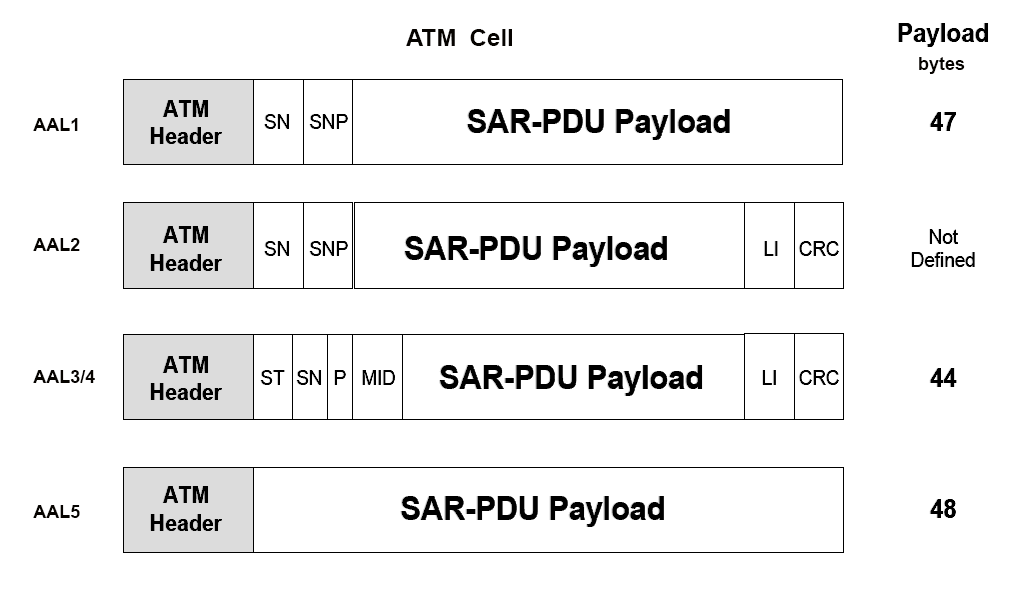 ATM Cell
Payload
bytes
AAL1
ATM
Header
SN
SNP
SAR-PDU Payload
47
AAL2
ATM
Header
SN
SNP
SAR-PDU Payload
LI
CRC
Not
Defined
AAL3/4
ATM
Header
ST
SN
P
MID
SAR-PDU Payload
LI
CRC
44
AAL5
ATM
Header
SAR-PDU Payload
48